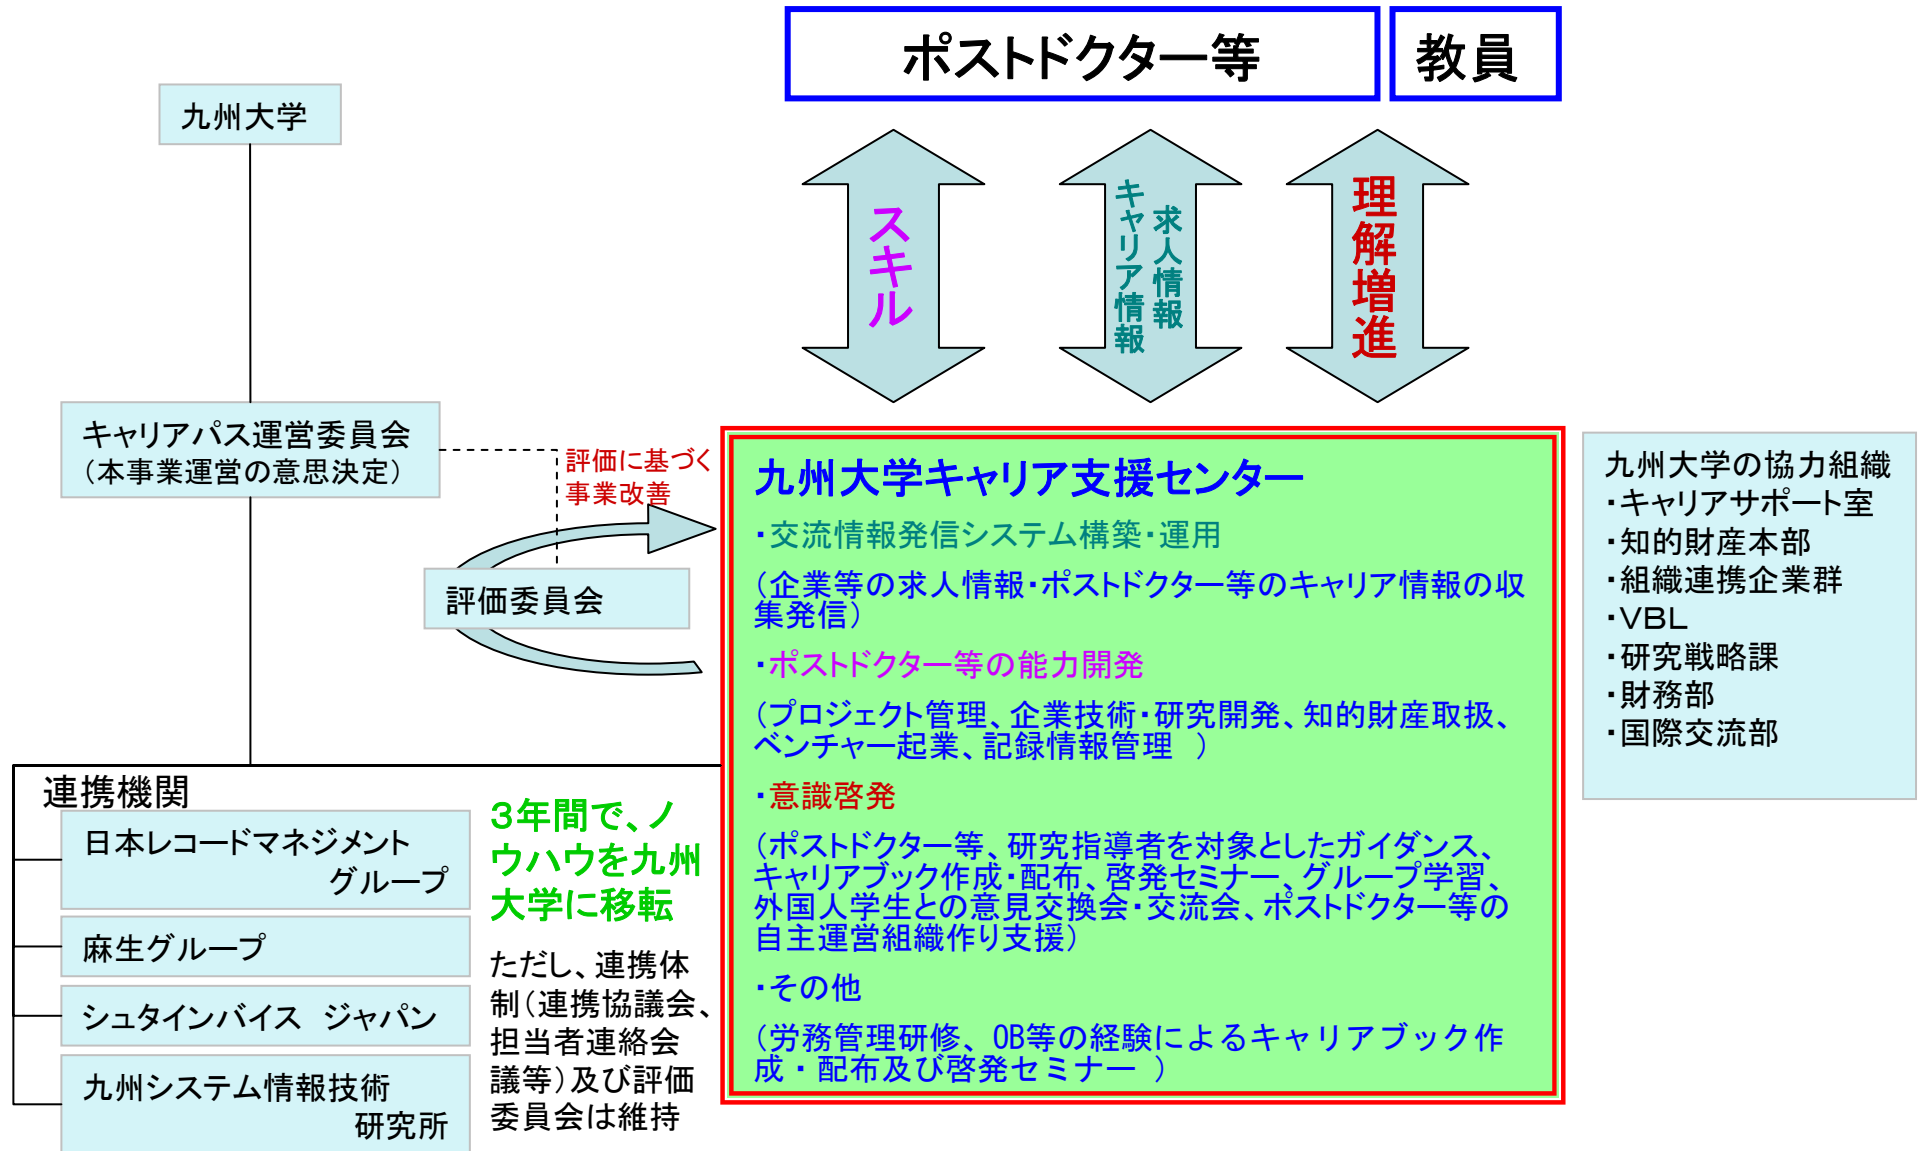 ポストドクター等
教員
九州大学
スキル
求人情報
キャリア情報
理解増進
キャリアパス運営委員会
（本事業運営の意思決定）
評価に基づく
事業改善
評価委員会
九州大学キャリア支援センター
・交流情報発信システム構築・運用
（企業等の求人情報・ポストドクター等のキャリア情報の収
集発信）
・ポストドクター等の能力開発
（プロジェクト管理、企業技術・研究開発、知的財産取扱、
ベンチャー起業、記録情報管理　）
・意識啓発
（ポストドクター等、研究指導者を対象としたガイダンス、
キャリアブック作成・配布、啓発セミナー、グループ学習、
外国人学生との意見交換会・交流会、ポストドクター等の
自主運営組織作り支援）
・その他
（労務管理研修、OB等の経験によるキャリアブック作
成・配布及び啓発セミナー　）
九州大学の協力組織
・キャリアサポート室
・知的財産本部
・組織連携企業群
・VBL
・研究戦略課
・財務部
・国際交流部
連携機関
日本レコードマネジメント
グループ
麻生グループ
シュタインバイス　ジャパン
九州システム情報技術
研究所
３年間で、ノ
ウハウを九州
大学に移転
ただし、連携体
制（連携協議会、
担当者連絡会
議等）及び評価
委員会は維持